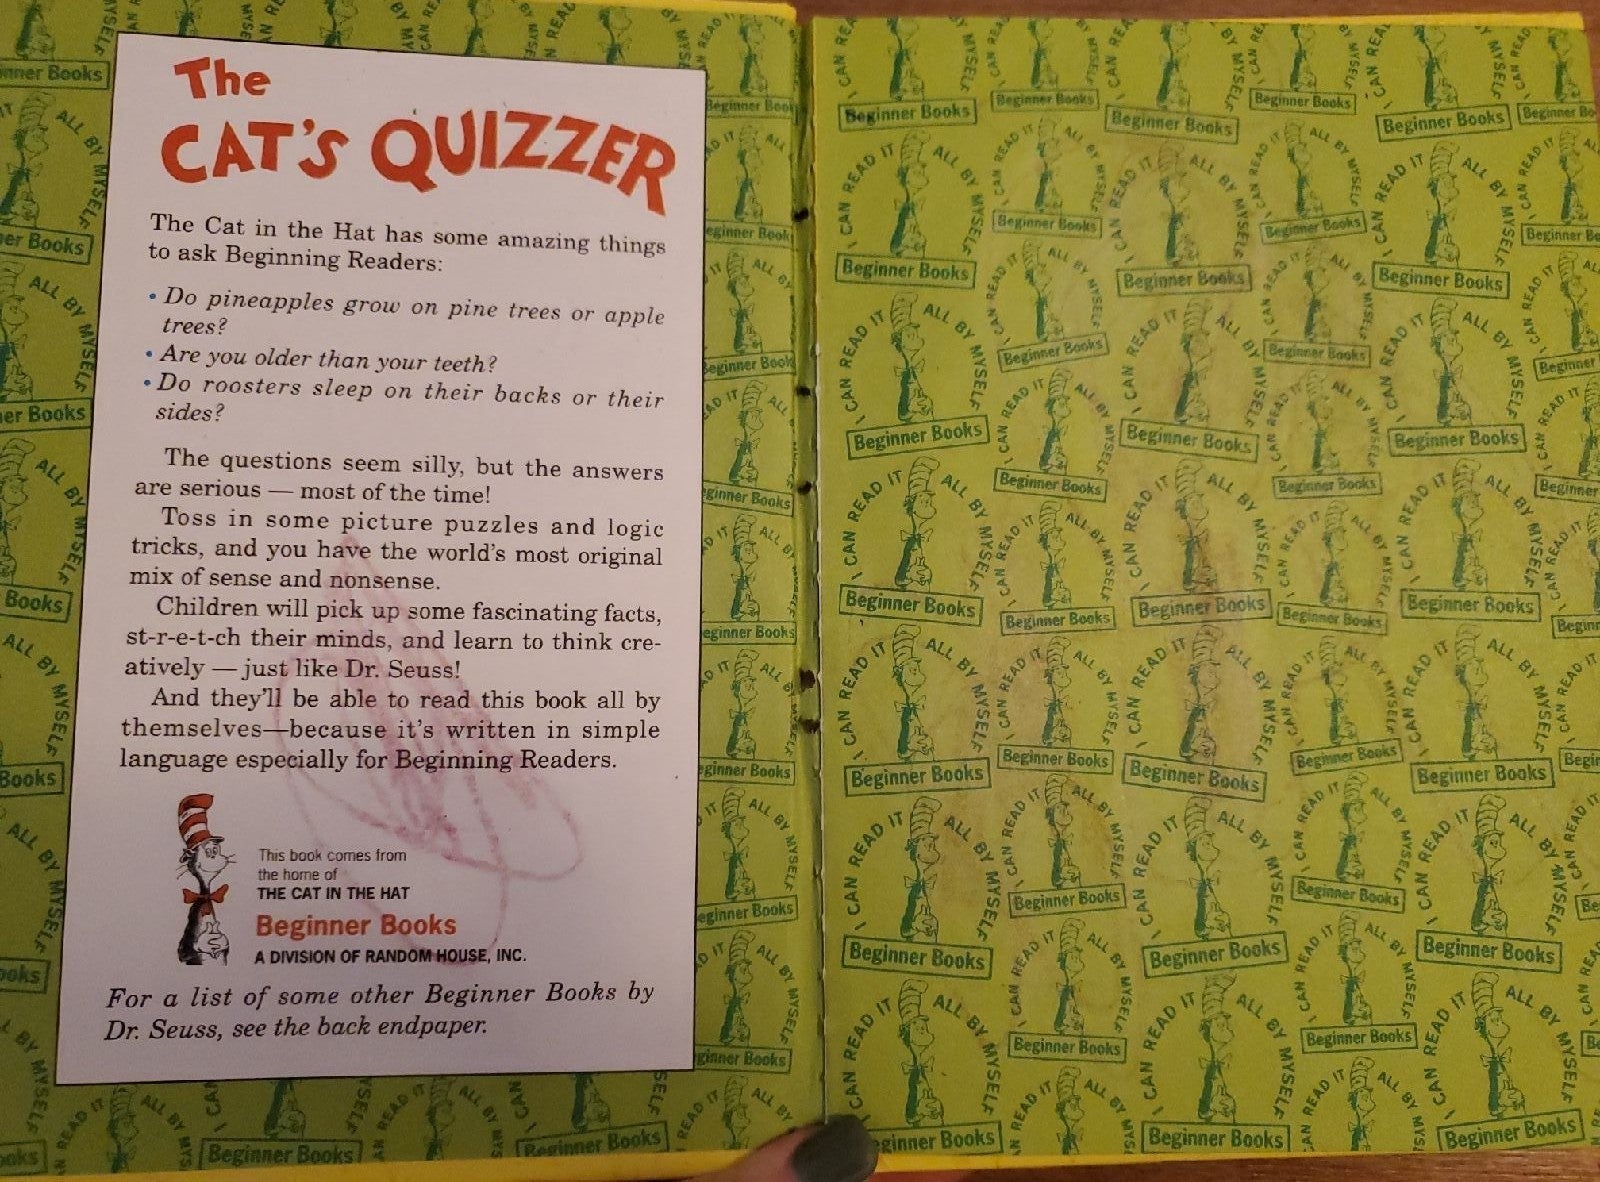 The
CAT'S QUIZZER
The Cat in the Hat has some amazing things
to ask Beginning Readers:
• Do pineapples grow on pine trees or apple
trees?
• Are you older than your teeth?
• Do roosters sleep on their backs or their
sides?
The questions seem silly, but the answers
are serious — most of the time!
Toss in some picture puzzles and logic
tricks, and you have the world's most original
mix of sense and nonsense.
Children will pick up some fascinating facts,
st-r-e-t-ch their minds, and learn to think cre-
atively — just like Dr. Seuss!
And they'll be able to read this book all by
themselves—because it's written in simple
language especially for Beginning Readers.
This book comes from
the home of
THE CAT IN THE HAT
Beginner Books
A DIVISION OF RANDOM HOUSE, INC.
For a list of some other Beginner Books by
Dr. Seuss, see the back endpaper.
I CAN READ IT ALL BY MYSELF
Beginner Books